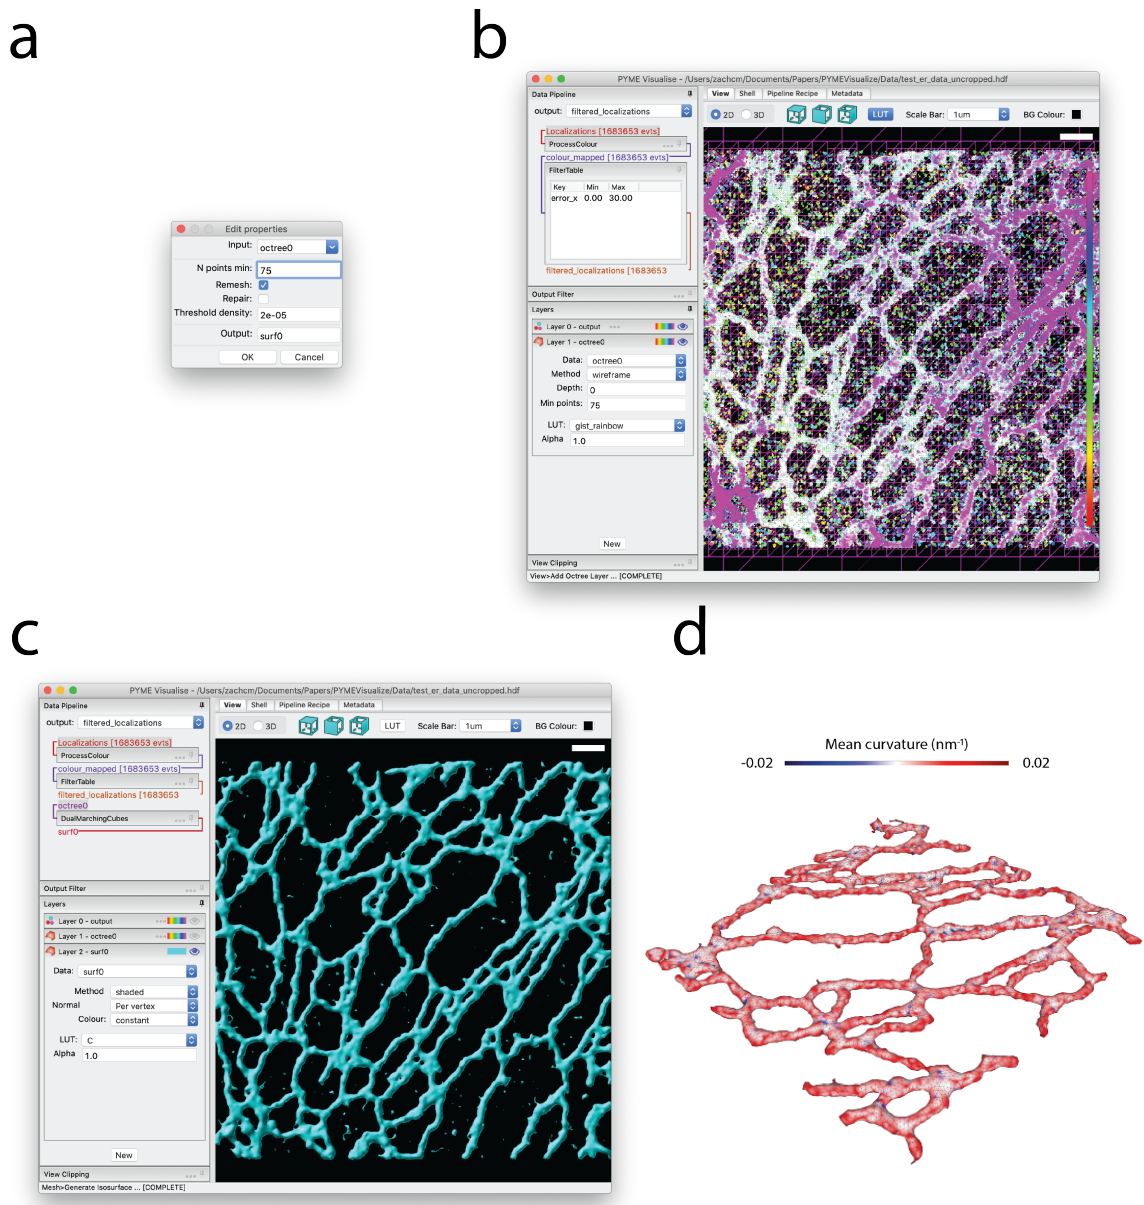 a
Edit properties
Input: octree0
N points min: 75
Remesh:
Repair:
Threshold density: 2e-05
Output: surf0
OK Cancel
b
PYME Visualise - /Users/zachcm/Documents/Papers/PYMEVisualize/Data/test_er_data_uncropped.hdf
Data Pipeline
View Shell Pipeline Recipe Metadata
output: filtered_localizations
2D 3D LUT Scale Bar: 1um BG Colour:
Localizations [1683653 evts]
ProcessColour
colour_mapped [1683653 evts]
FilterTable
Key Min Max
error_x 0.00 30.00
filtered_localizations [1683653
Output Filter
Layers
Layer 0 - output
Layer 1 - octree0
Data: octree0
Method wireframe
Depth: 0
Min points: 75
LUT: gist_rainbow
Alpha 1.0
New
View Clipping
View>Add Octree Layer ... [COMPLETE]
c
PYME Visualise - /Users/zachcm/Documents/Papers/PYMEVisualize/Data/test_er_data_uncropped.hdf
Data Pipeline
View Shell Pipeline Recipe Metadata
output: filtered_localizations
2D 3D LUT Scale Bar: 1um BG Colour:
Localizations [1683653 evts]
ProcessColour
colour_mapped [1683653 evts]
FilterTable
filtered_localizations [1683653
octree0
DualMarchingCubes
surf0
Output Filter
Layers
Layer 0 - output
Layer 1 - octree0
Layer 2 - surf0
Data: surf0
Method shaded
Normal Per vertex
Colour: constant
LUT: C
Alpha 1.0
New
View Clipping
Mesh>Generate Isosurface ... [COMPLETE]
d
Mean curvature (nm⁻¹)
-0.02 0.02